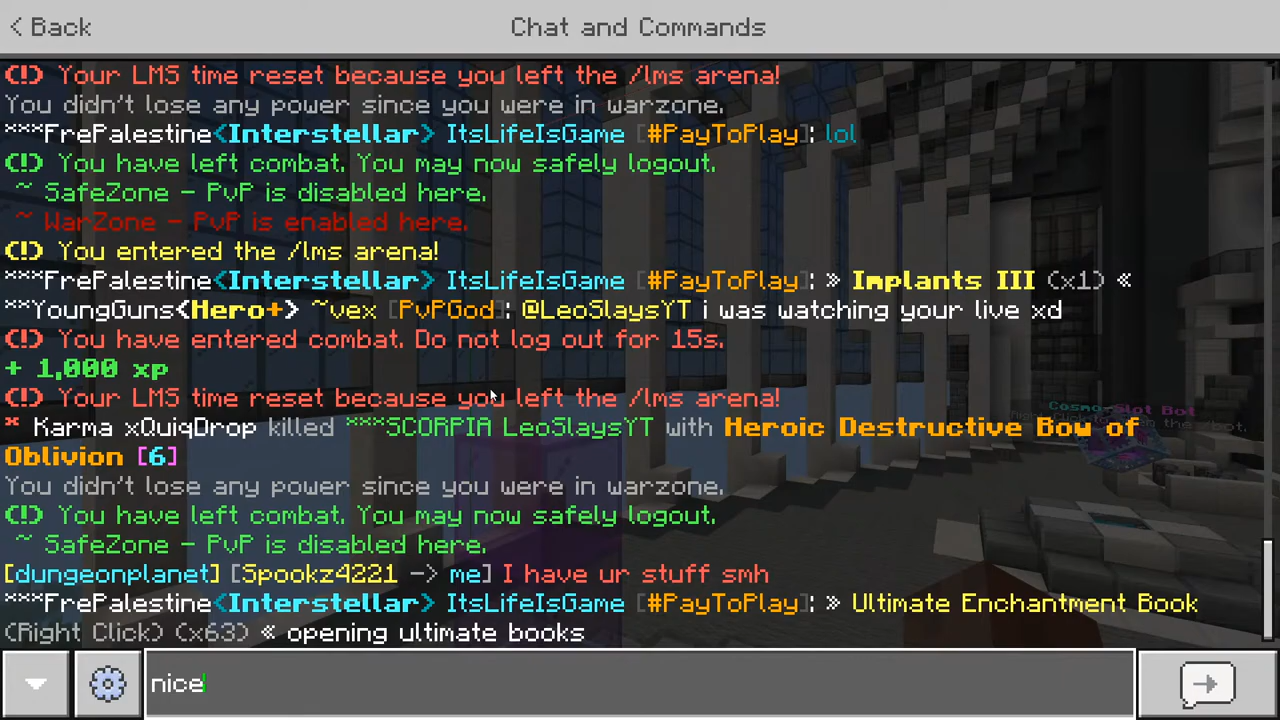 < Back
Chat and Commands
(!) Your LMS time reset because you left the /lms arena!
You didn't lose any power since you were in warzone.
***FrePalestine<Interstellar> ItsLifeIsGame [#PayToPlay]: lol
(!) You have left combat. You may now safely logout.
~ SafeZone - PvP is disabled here.
~ WarZone - PvP is enabled here.
(!) You entered the /lms arena!
***FrePalestine<Interstellar> ItsLifeIsGame [#PayToPlay]: » Implants III (x1) «
**YoungGuns<Hero+> ~vex [PvPGod]: @LeoSlaysYT i was watching your live xd
(!) You have entered combat. Do not log out for 15s.
+ 1,000 xp
(!) Your LMS time reset because you left the /lms arena!
* Karma xQuiqDrop killed ***SCORPIA LeoSlaysYT with Heroic Destructive Bow of
Oblivion [6]
You didn't lose any power since you were in warzone.
(!) You have left combat. You may now safely logout.
~ SafeZone - PvP is disabled here.
[dungeonplanet] [Spookz4221 -> me] I have ur stuff smh
***FrePalestine<Interstellar> ItsLifeIsGame [#PayToPlay]: » Ultimate Enchantment Book
(Right Click) (x63) « opening ultimate books
Cosmo-Slot Bot
nice